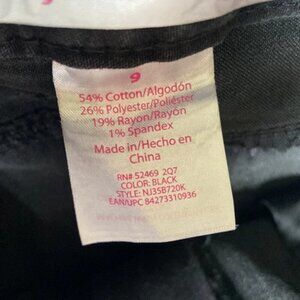 9
54% Cotton/Algodón
26% Polyester/Poliéster
19% Rayon/Rayón
1% Spandex
Made in/Hecho en
China
RN# 52469 2Q7
COLOR: BLACK
STYLE: NJ35B720K
EAN/UPC 84273310936